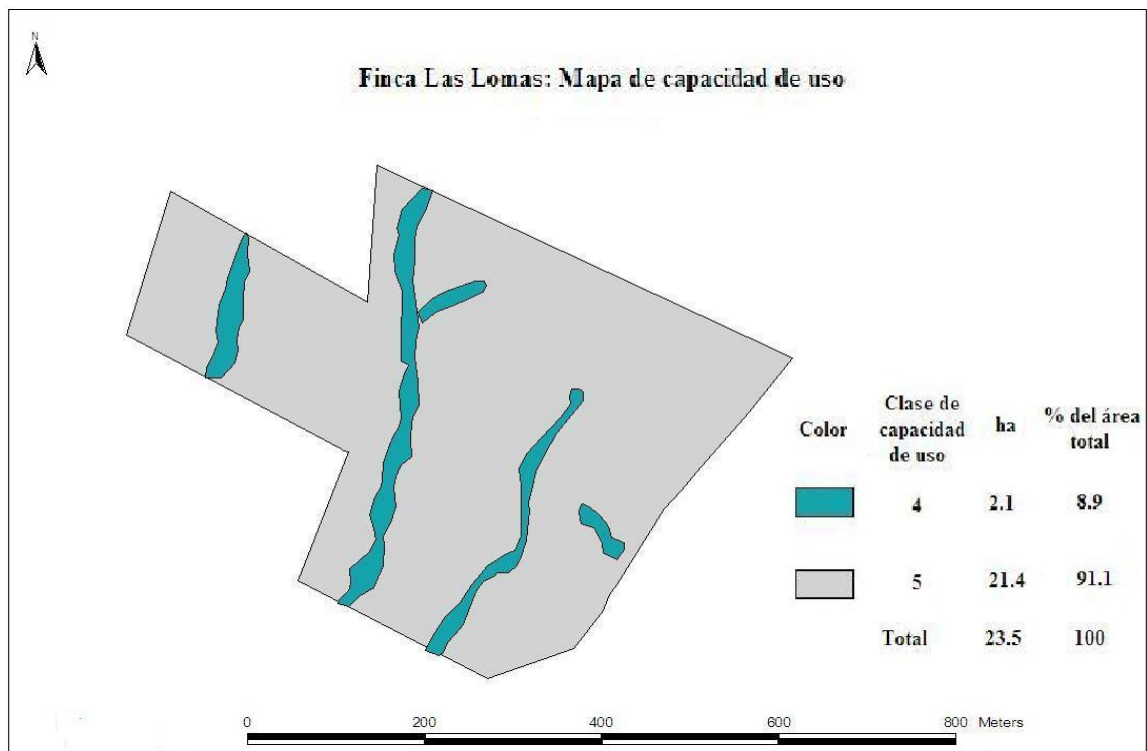 N
Finca Las Lomas: Mapa de capacidad de uso
Color
Clase de
capacidad
de uso
ha
% del área
total
4 2.1 8.9
5 21.4 91.1
Total 23.5 100
0 200 400 600 800 Meters